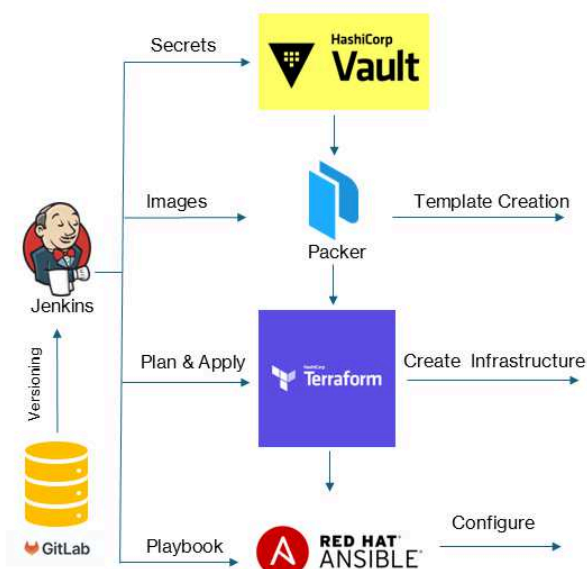 Secrets
HashiCorp
Vault
Images
Packer
Template Creation
Jenkins
Versioning
Plan & Apply
HashiCorp
Terraform
Create Infrastructure
GitLab
Playbook
A
RED HAT®
ANSIBLE®
Configure